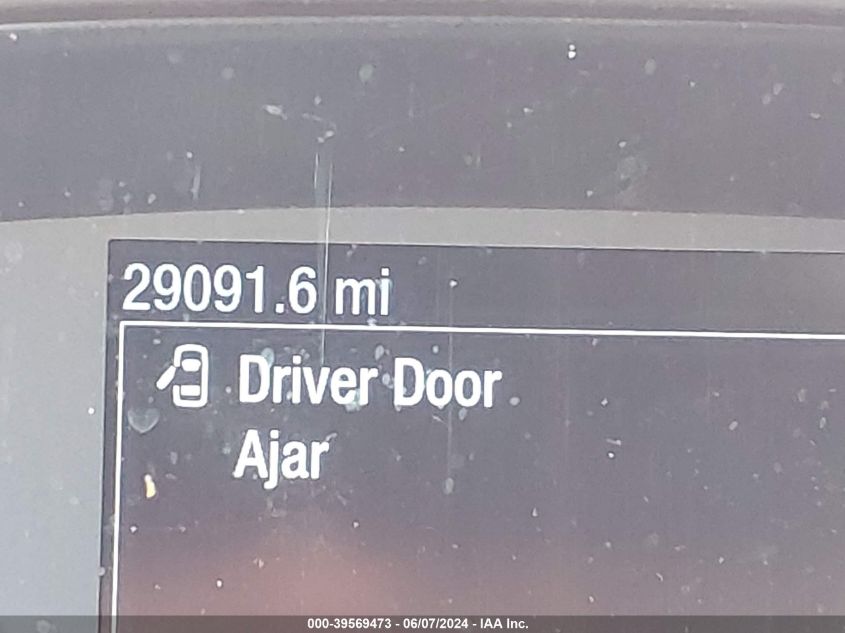 29091.6 mi
Driver Door
Ajar
000-39569473 - 06/07/2024 - IAA Inc.